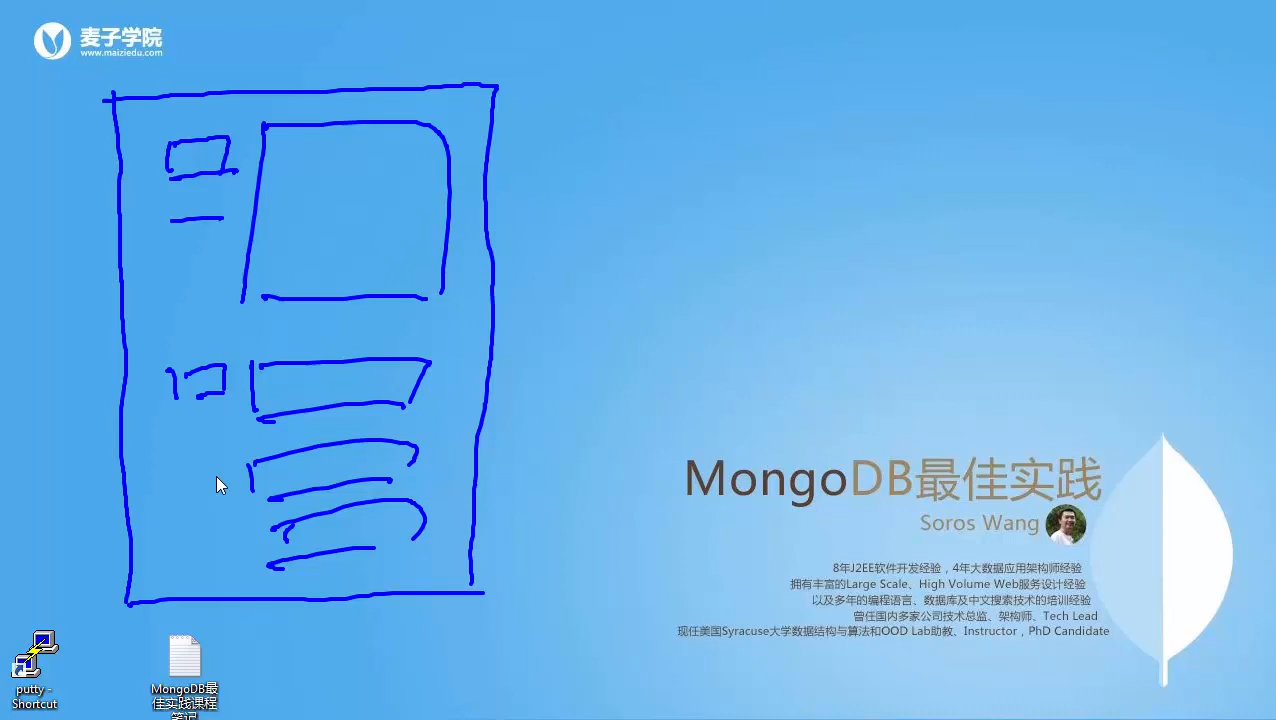 麦子学院
www.maiziedu.com
MongoDB最佳实践
Soros Wang
8年J2EE软件开发经验，4年大数据应用架构师经验
拥有丰富的Large Scale、High Volume Web服务设计经验
以及多年的编程语言、数据库及中文搜索技术的培训经验
曾任国内多家公司技术总监、架构师、Tech Lead
现任美国Syracuse大学数据结构与算法和OOD Lab助教、Instructor，PhD Candidate
putty -
Shortcut
MongoDB最
佳实践课程
笔记